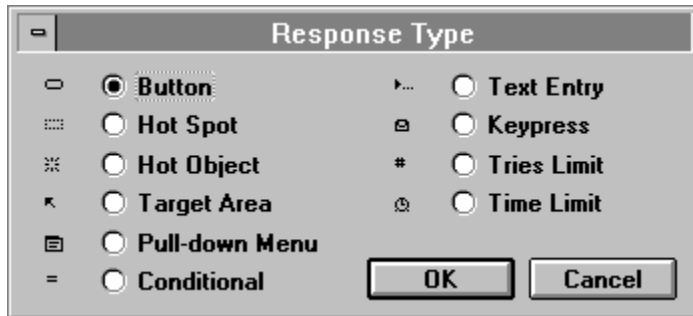 Response Type
Button
Hot Spot
Hot Object
Target Area
Pull-down Menu
Conditional
Text Entry
Keypress
# Tries Limit
Time Limit
OK
Cancel